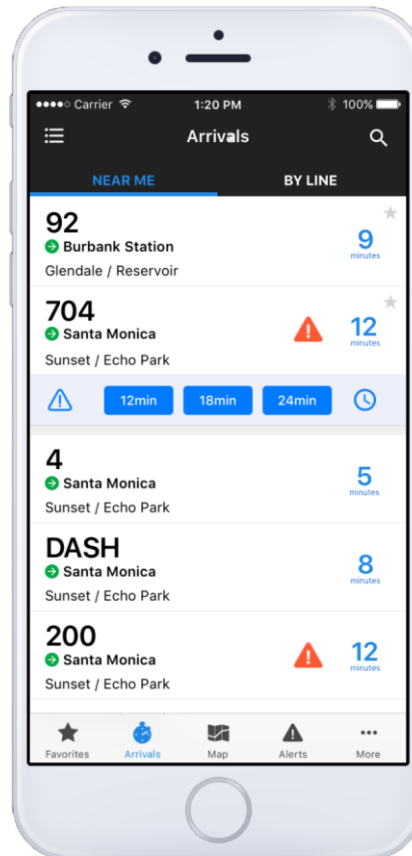 Carrier 1:20 PM 100%
Arrivals
NEAR ME BY LINE
92
Burbank Station
Glendale / Reservoir
9
minutes
704
Santa Monica
Sunset / Echo Park
12
minutes
12min 18min 24min
4
Santa Monica
Sunset / Echo Park
5
minutes
DASH
Santa Monica
Sunset / Echo Park
8
minutes
200
Santa Monica
Sunset / Echo Park
12
minutes
Favorites Arrivals Map Alerts More